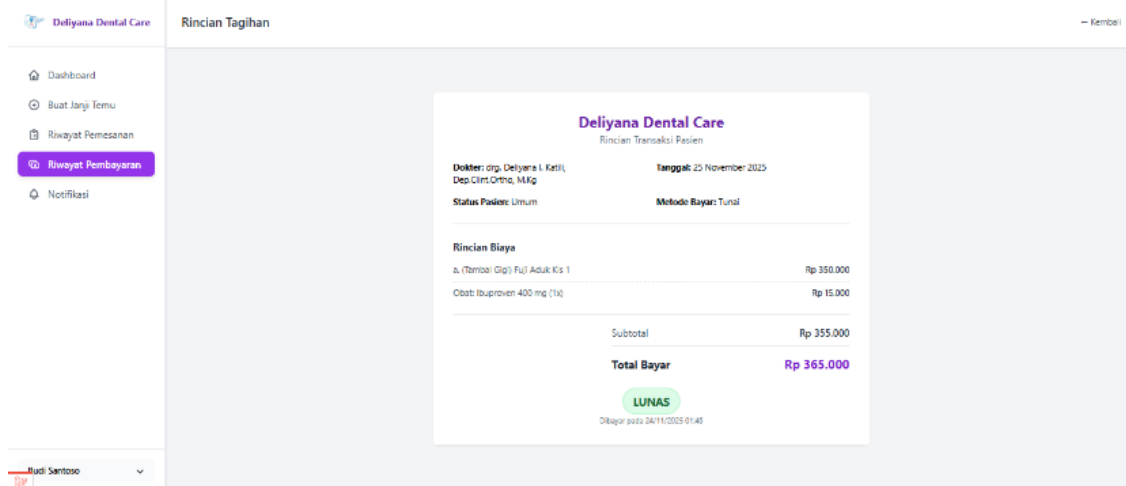 Deliyana Dental Care
Rincian Tagihan
Kembali
Dashboard
Buat Janji Temu
Riwayat Pemesanan
Riwayat Pembayaran
Notifikasi
Deliyana Dental Care
Rincian Transaksi Pasien
Dokter: drg. Deliyana I. Katili,
Dep.Clint.Ortho, M.Kg
Tanggal: 25 November 2025
Status Pasien: Umum
Metode Bayar: Tunai
Rincian Biaya
a. (Tambal Gigi) Fuji Aduk Kls 1
Rp 350.000
Obat: Ibuproven 400 mg (1x)
Rp 15.000
Subtotal
Rp 355.000
Total Bayar
Rp 365.000
LUNAS
Dibayar pada 24/11/2025 01:45
Budi Santoso